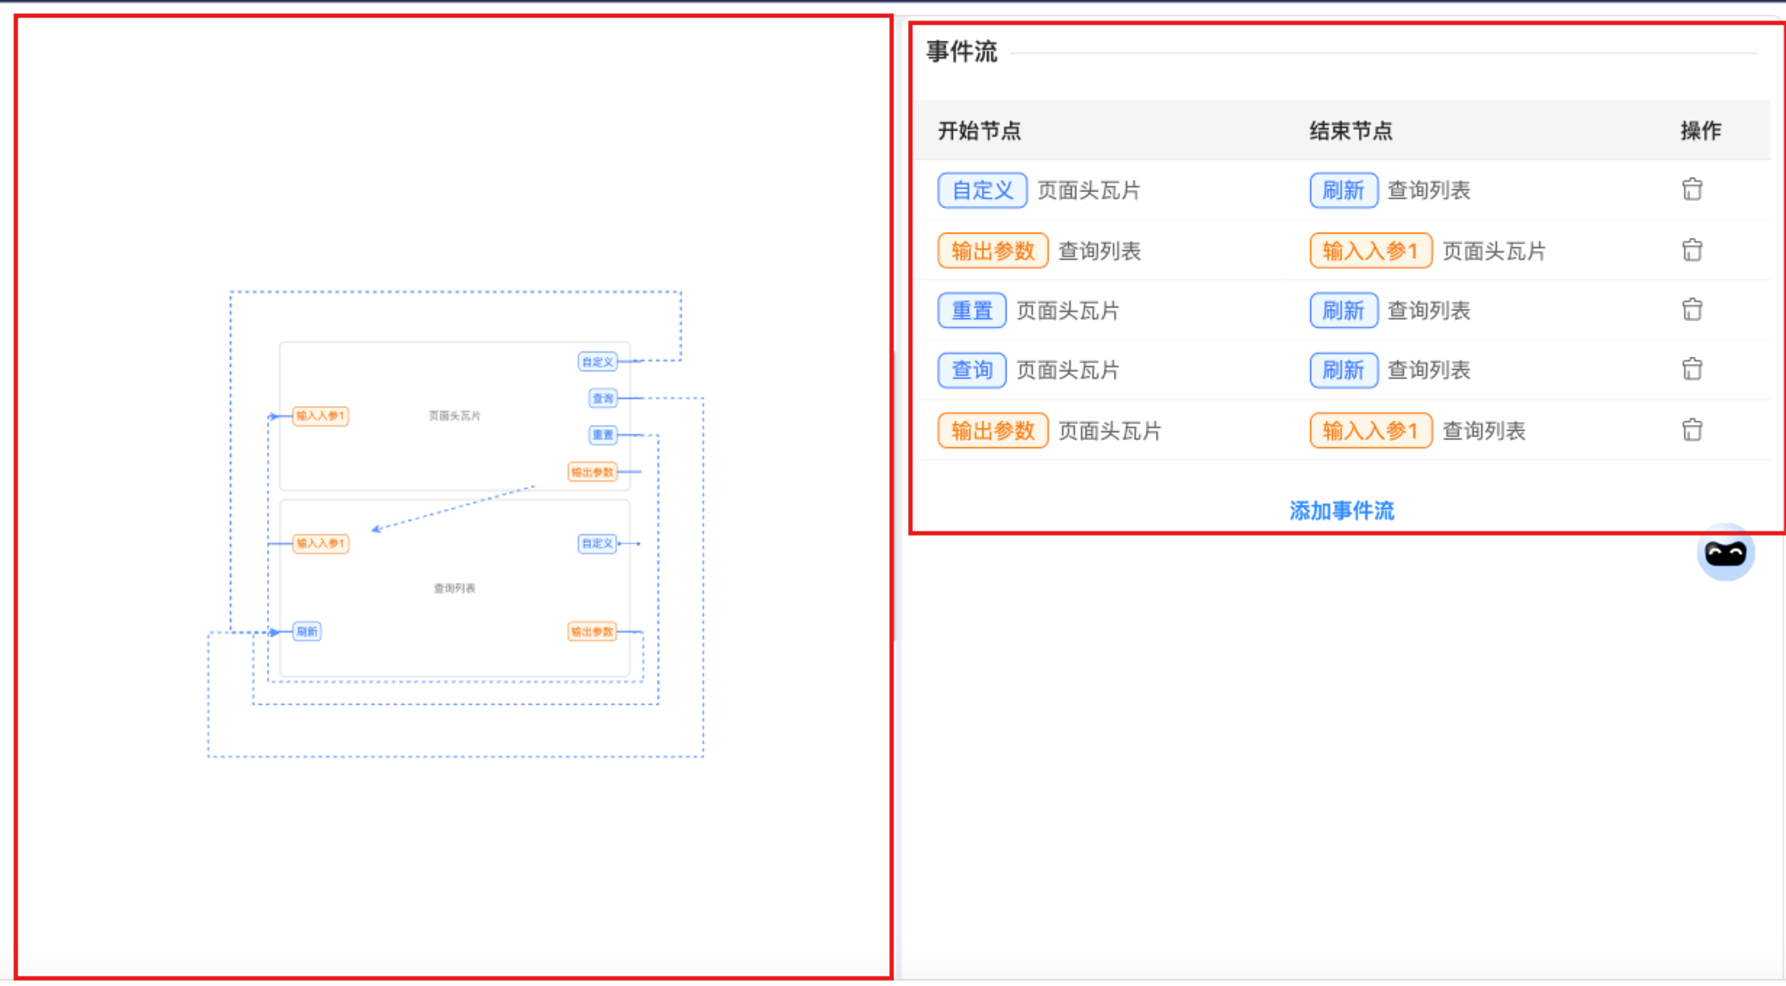 自定义
查询
输入入参1
页面头瓦片
重置
输出参数
输入入参1
自定义
查询列表
刷新
输出参数
事件流
开始节点 结束节点 操作
自定义 页面头瓦片 刷新 查询列表
输出参数 查询列表 输入入参1 页面头瓦片
重置 页面头瓦片 刷新 查询列表
查询 页面头瓦片 刷新 查询列表
输出参数 页面头瓦片 输入入参1 查询列表
添加事件流